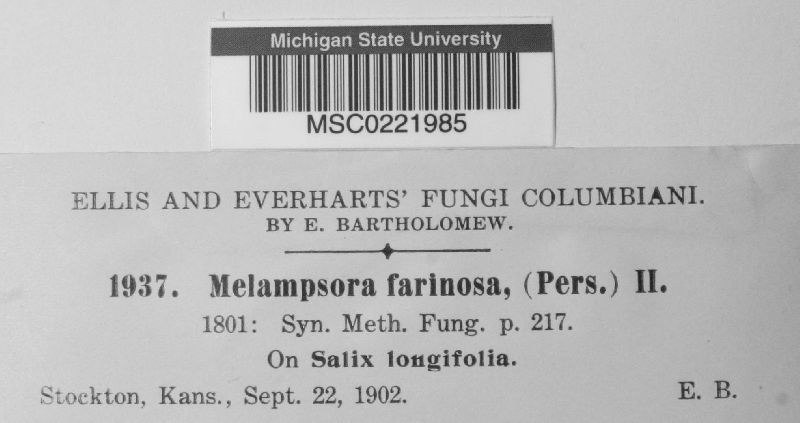 Michigan State University
MSC0221985
ELLIS AND EVERHARTS' FUNGI COLUMBIANI.
BY E. BARTHOLOMEW.
1937. Melampsora farinosa, (Pers.) II.
1801: Syn. Meth. Fung. p. 217.
On Salix longifolia.
Stockton, Kans., Sept. 22, 1902. E. B.